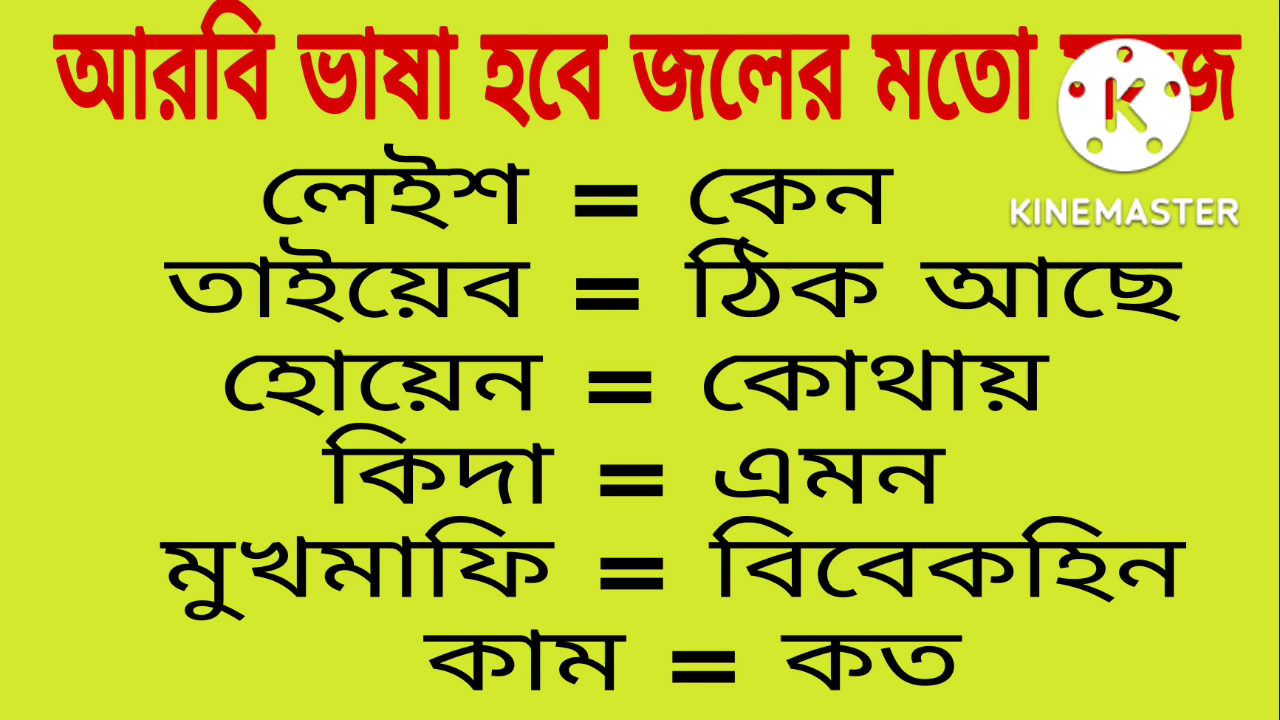 আরবি ভাষা হবে জলের মতো
লেইশ = কেন
KINEMASTER
তাইয়েব = ঠিক আছে
হোয়েন = কোথায়
কিদা = এমন
মুখমাফি = বিবেকহিন
কাম = কত